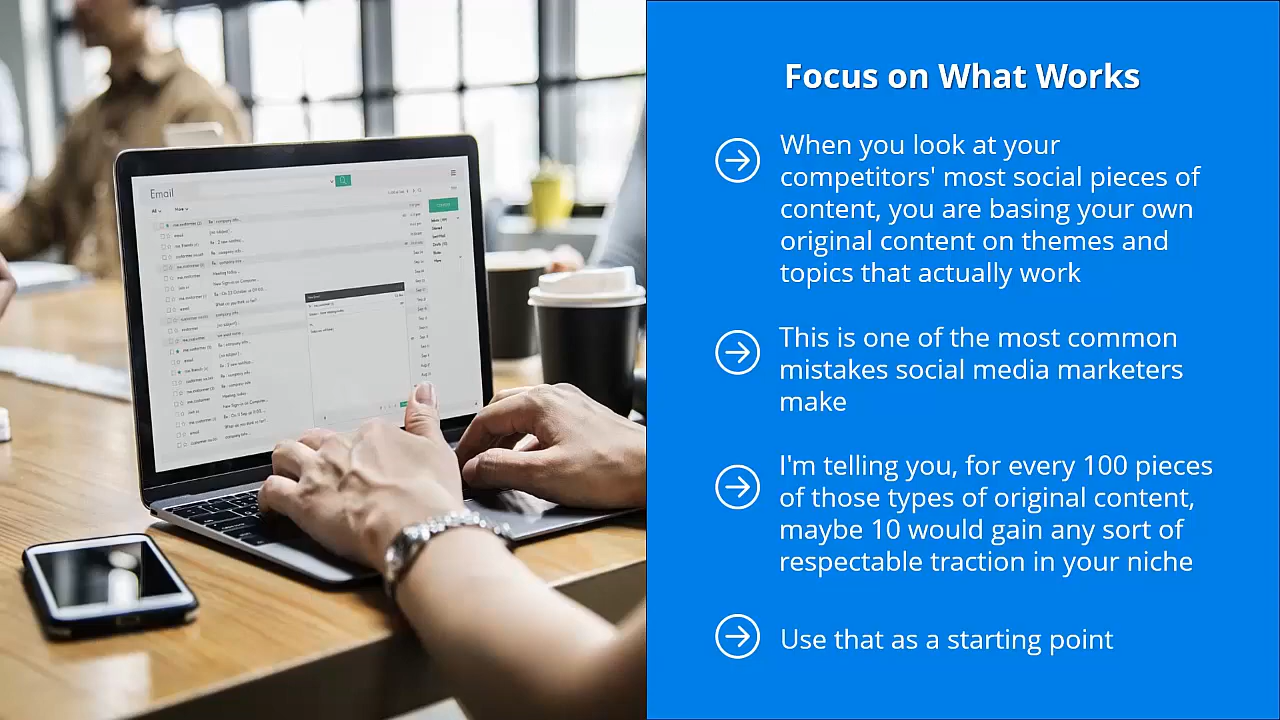 Focus on What Works
When you look at your
competitors' most social pieces of
content, you are basing your own
original content on themes and
topics that actually work
This is one of the most common
mistakes social media marketers
make
I'm telling you, for every 100 pieces
of those types of original content,
maybe 10 would gain any sort of
respectable traction in your niche
Use that as a starting point
Email